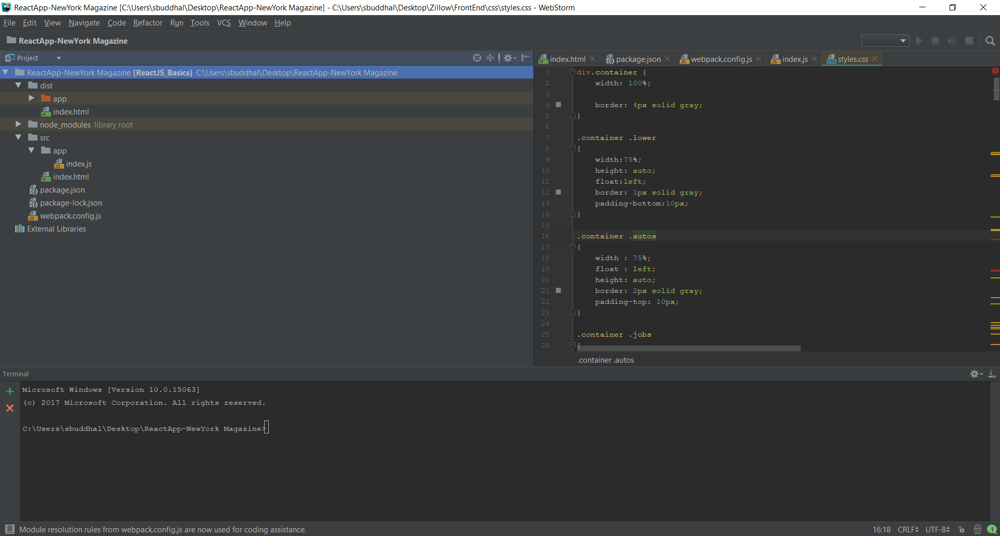 ReactApp-NewYork Magazine [C:\Users\sbuddhal\Desktop\ReactApp-NewYork Magazine] - C:\Users\sbuddhal\Desktop\Zillow\FrontEnd\css\styles.css - WebStorm
File Edit View Navigate Code Refactor Run Tools VCS Window Help
ReactApp-NewYork Magazine
Project
ReactApp-NewYork Magazine [ReactJS_Basics] C:\Users\sbuddhal\Desktop\ReactApp-NewYork Magazine
dist
app
index.html
node_modules library root
src
app
index.js
index.html
package.json
package-lock.json
webpack.config.js
External Libraries
index.html package.json webpack.config.js index.js styles.css
1 div.container {
2 width: 100%;
3
4 border: 4px solid gray;
5 }
6
7 .container .lower
8 {
9 width:75%;
10 height: auto;
11 float:left;
12 border: 1px solid gray;
13 padding-bottom:10px;
14 }
15
16 .container .autos
17 {
18 width : 75%;
19 float : left;
20 height: auto;
21 border: 2px solid gray;
22 padding-top: 10px;
23 }
24
25 .container .jobs
26 {
.container .autos
Terminal
Microsoft Windows [Version 10.0.15063]
(c) 2017 Microsoft Corporation. All rights reserved.
C:\Users\sbuddhal\Desktop\ReactApp-NewYork Magazine>
Module resolution rules from webpack.config.js are now used for coding assistance.
16:18 CRLF UTF-8 1